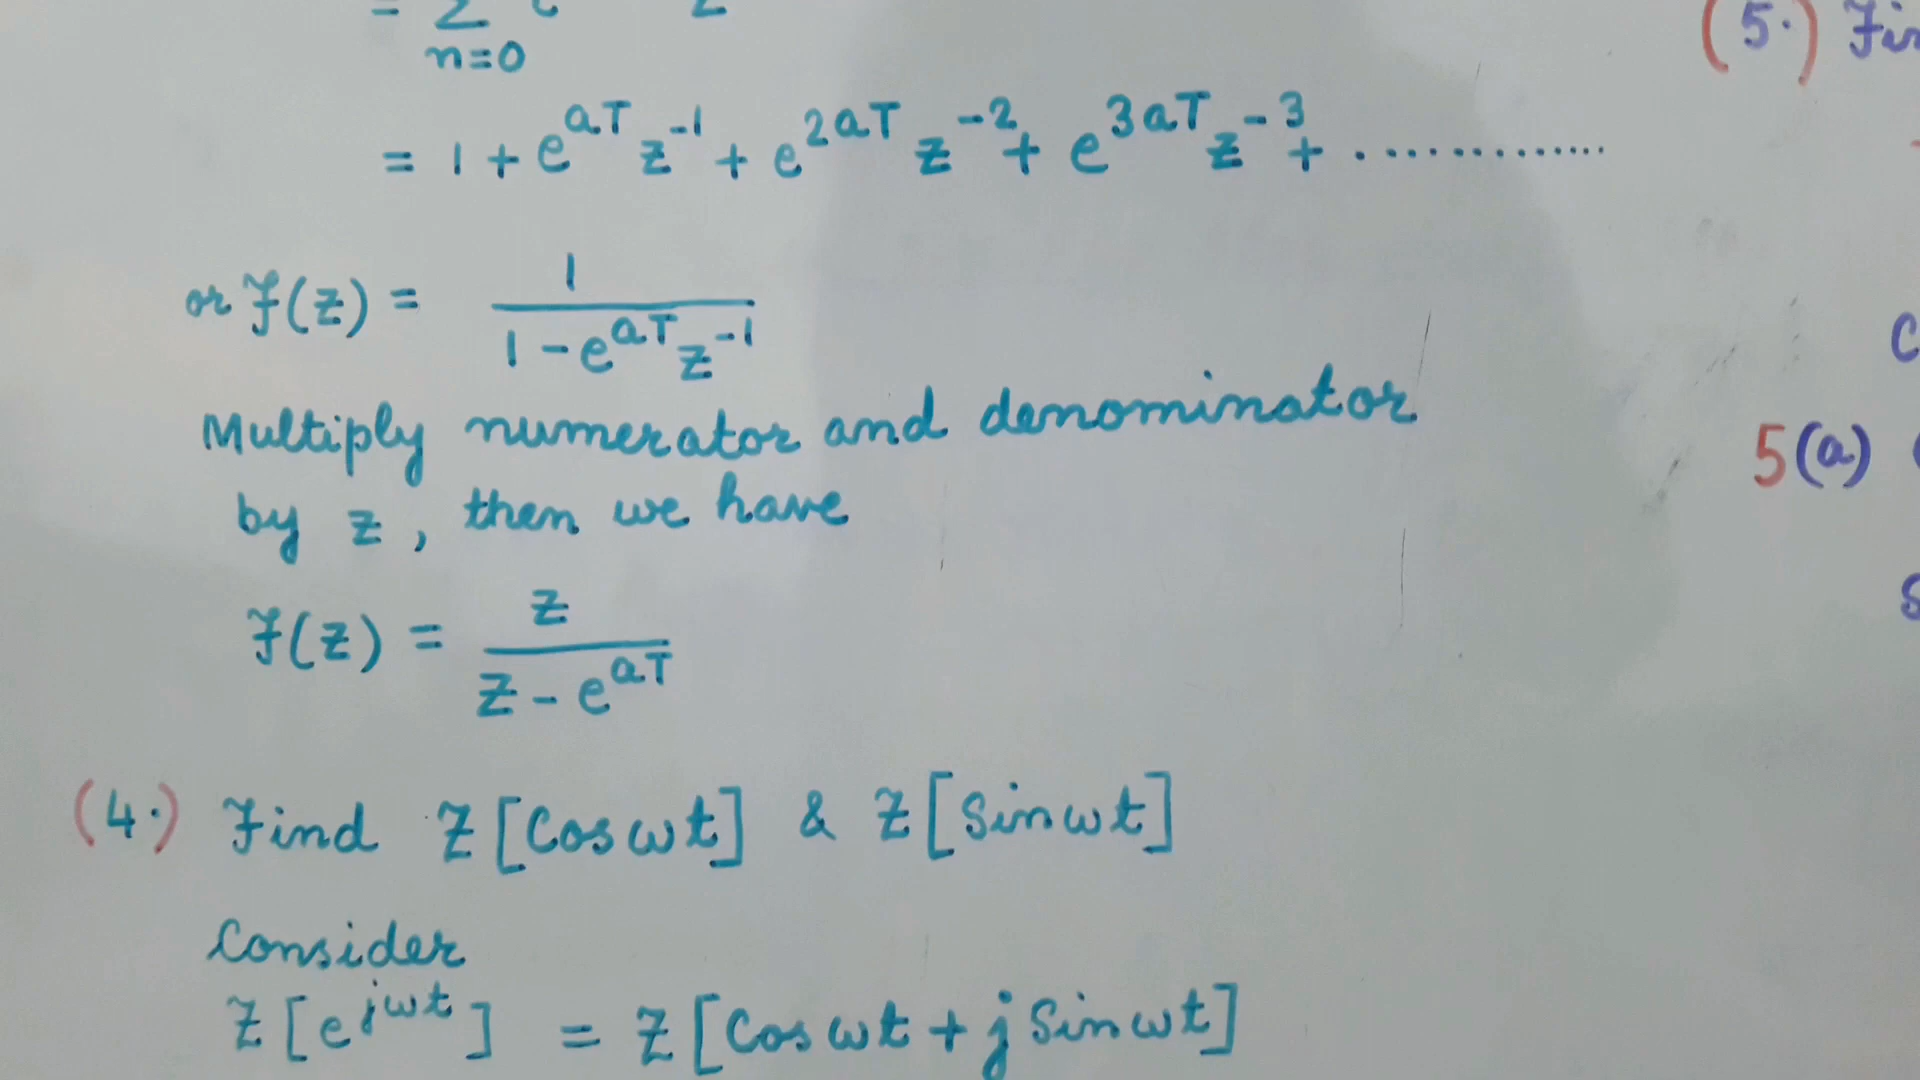 n=0
= 1 + e^{aT} z^{-1} + e^{2aT} z^{-2} + e^{3aT} z^{-3} + .............
or F(z) = 1 / (1 - e^{aT} z^{-1})
Multiply numerator and denominator
by z, then we have
F(z) = z / (z - e^{aT})
(4.) Find Z[Cos ωt] & Z[Sin ωt]
Consider
Z[e^{jωt}] = Z[Cos ωt + j Sin ωt]
(5.)
5(a)